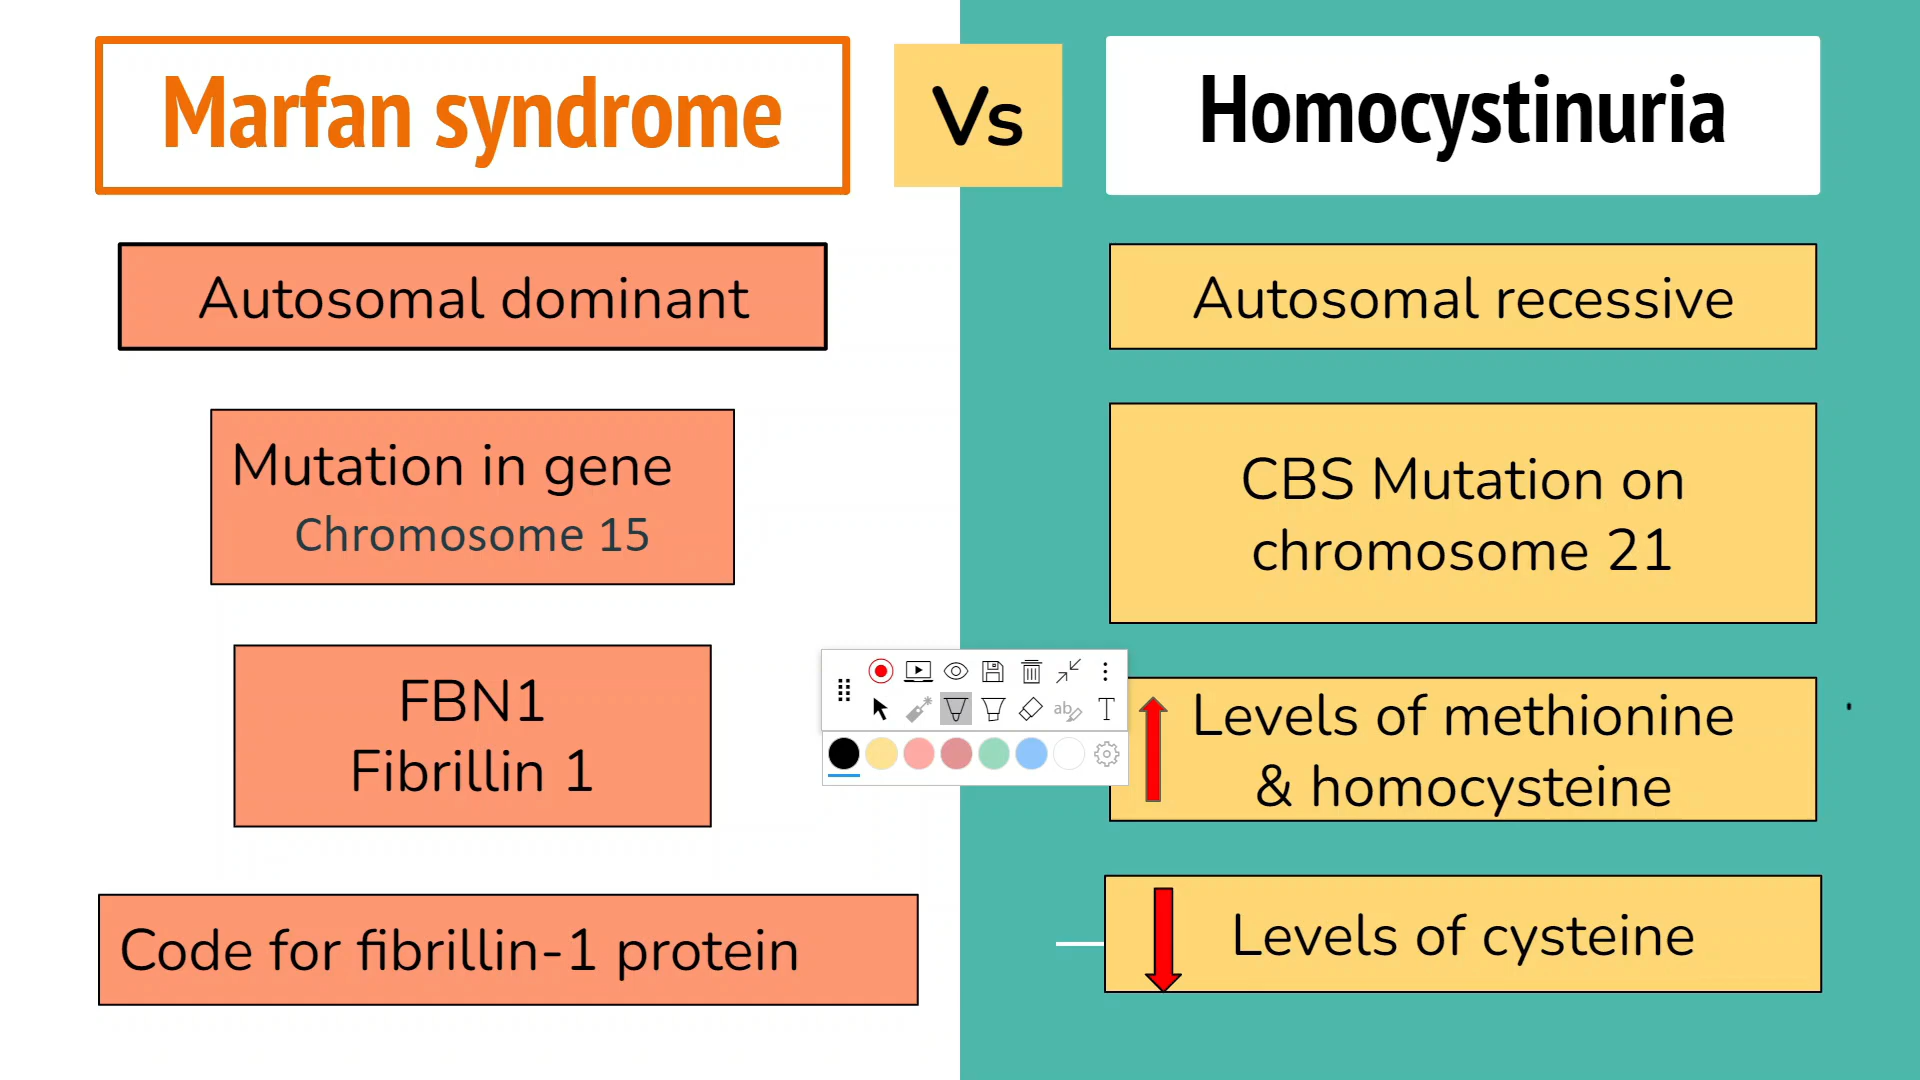 Marfan syndrome
Vs
Homocystinuria
Autosomal dominant
Autosomal recessive
Mutation in gene
Chromosome 15
CBS Mutation on
chromosome 21
FBN1
Fibrillin 1
Levels of methionine
& homocysteine
Code for fibrillin-1 protein
Levels of cysteine
ab
T